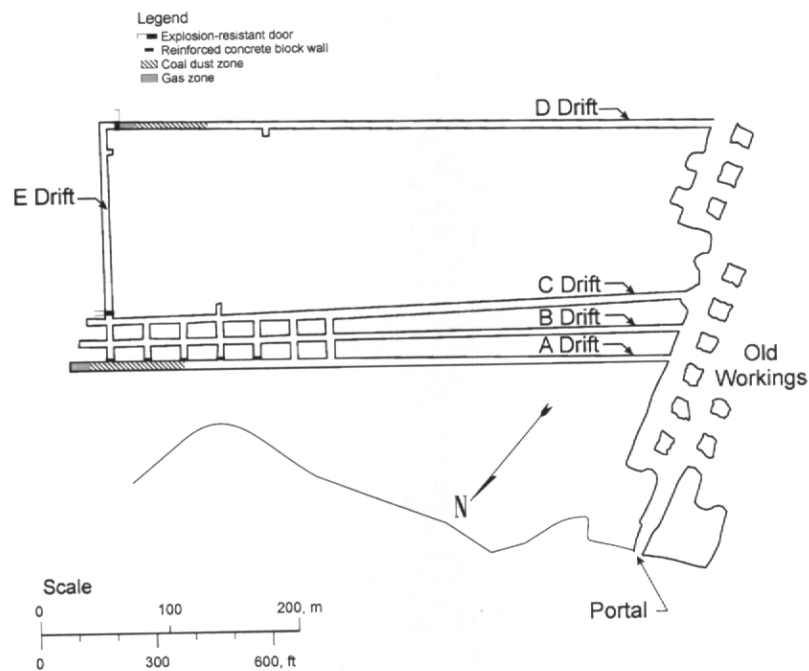 Legend
Explosion-resistant door
Reinforced concrete block wall
Coal dust zone
Gas zone
D Drift
E Drift
C Drift
B Drift
A Drift
Old
Workings
N
Portal
Scale
0 100 200, m
0 300 600, ft